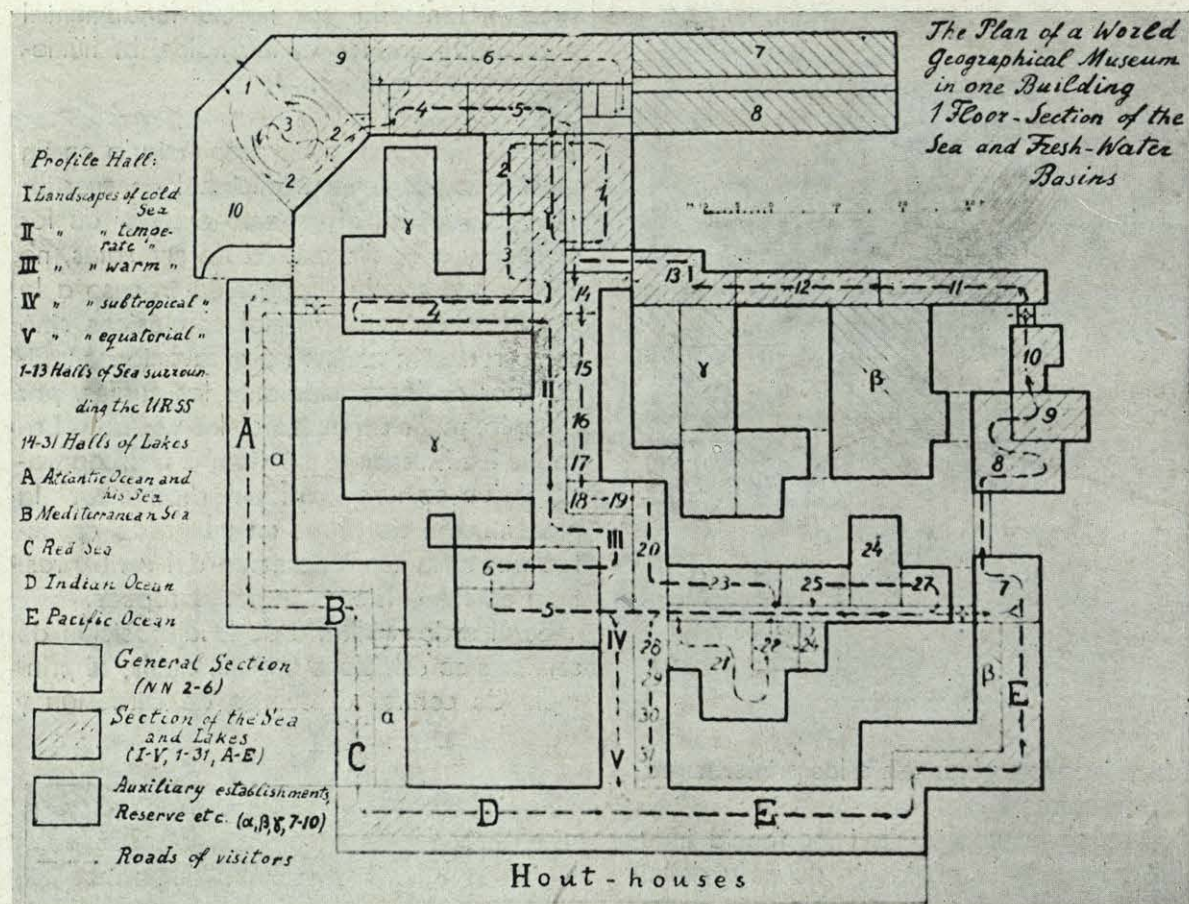 The Plan of a World
Geographical Museum
in one Building
1 Floor-Section of the
Sea and Fresh-Water
Basins
Profile Hall:
I Landscapes of cold
Sea
II " " tempe-
rate "
III " " warm "
IV " " subtropical "
V " " equatorial "
1-13 Halls of Sea surroun-
ding the URSS
14-31 Halls of Lakes
A Atlantic Ocean and
his Sea
B Mediterranean Sea
C Red Sea
D Indian Ocean
E Pacific Ocean
General Section
(NN 2-6)
Section of the Sea
and Lakes
(I-V, 1-31, A-E)
Auxiliary establishments,
Reserve etc. (α, β, γ, 7-10)
Roads of visitors
9 6 7
1 4 5 8
3 2
2 10
2 1 γ I
3 13 12 11
14 4 10
15 II γ β
A α 16 9
γ 17 8
18 19
III 20 24
6 23 25 27 7
B 5
IV 28 21 22 24
29 β E
α 30
C V 31
D E
Hout-houses